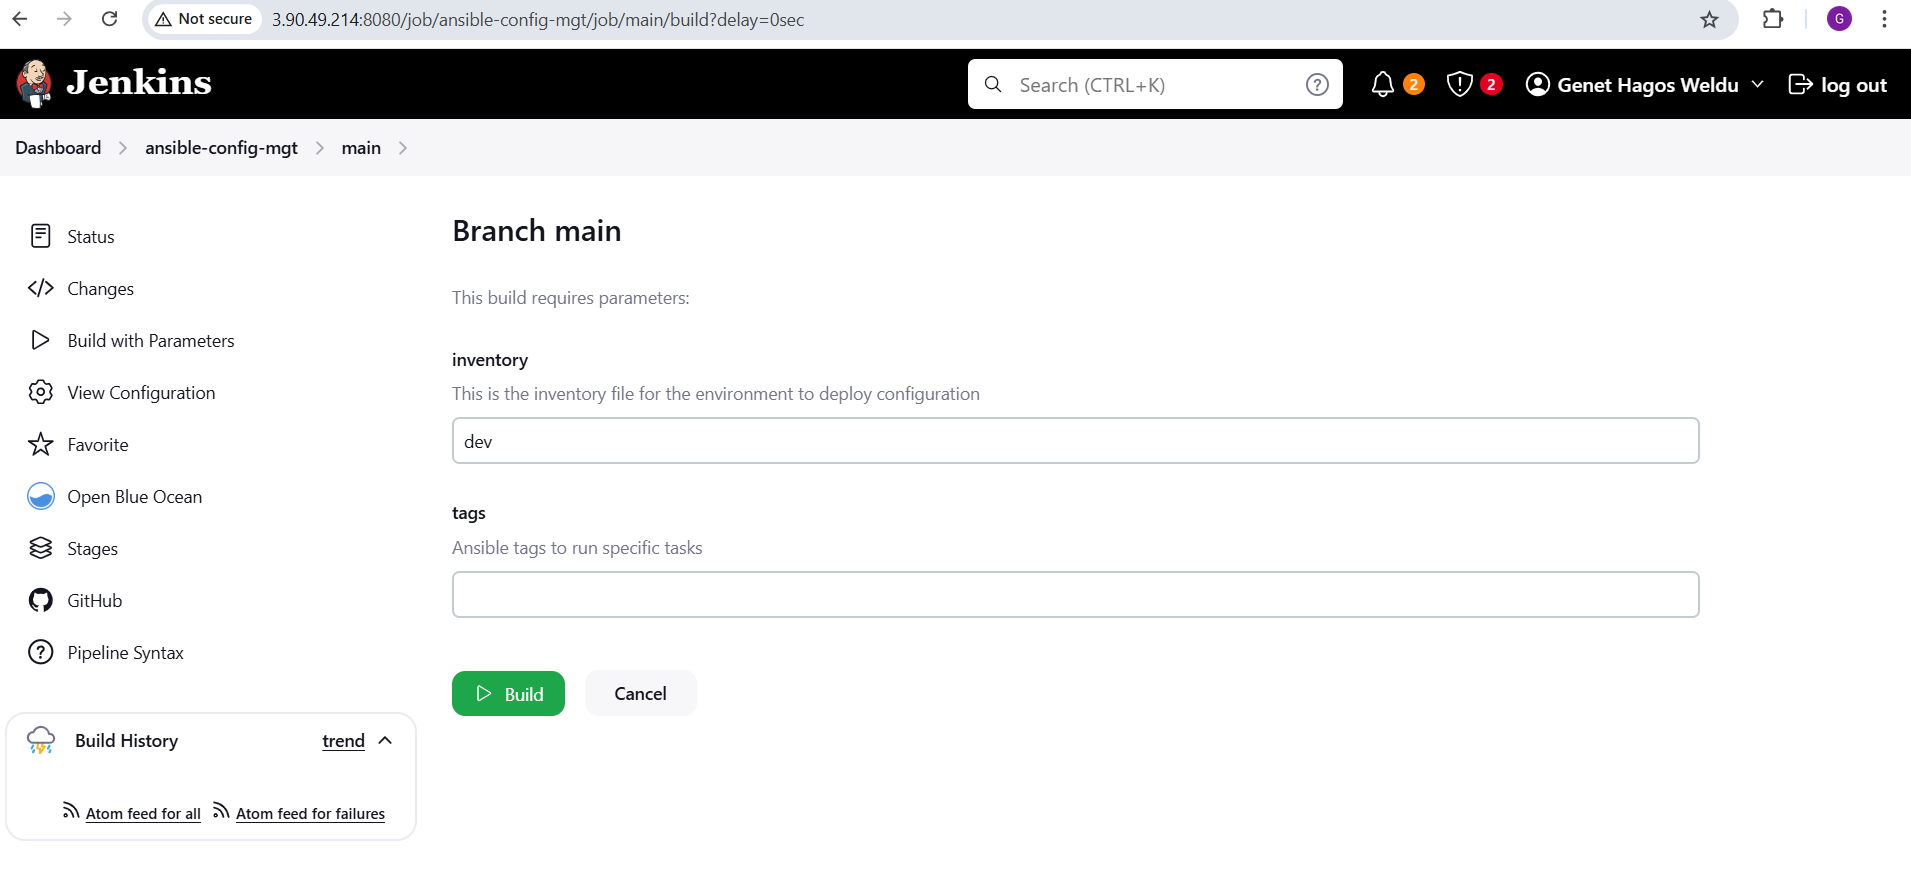 Not secure 3.90.49.214:8080/job/ansible-config-mgt/job/main/build?delay=0sec G
Jenkins Search (CTRL+K) ? 2 2 Genet Hagos Weldu log out
Dashboard ansible-config-mgt main
Status
Changes
Build with Parameters
View Configuration
Favorite
Open Blue Ocean
Stages
GitHub
Pipeline Syntax
Build History trend
Atom feed for all Atom feed for failures
Branch main
This build requires parameters:
inventory
This is the inventory file for the environment to deploy configuration
dev
tags
Ansible tags to run specific tasks
Build Cancel